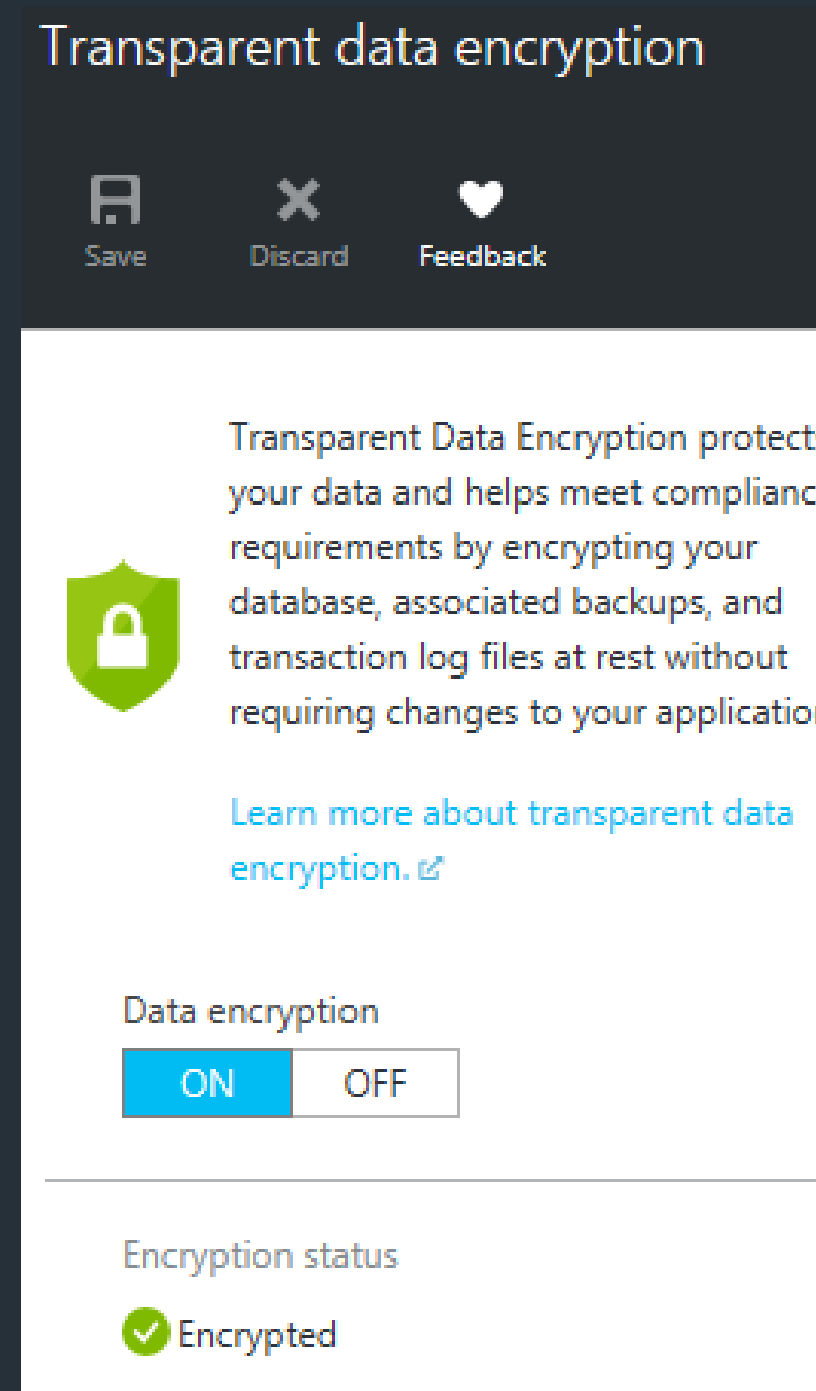 Transparent data encryption
Save Discard Feedback
Transparent Data Encryption protects
your data and helps meet complianc
requirements by encrypting your
database, associated backups, and
transaction log files at rest without
requiring changes to your application
Learn more about transparent data
encryption.
Data encryption
ON OFF
Encryption status
Encrypted